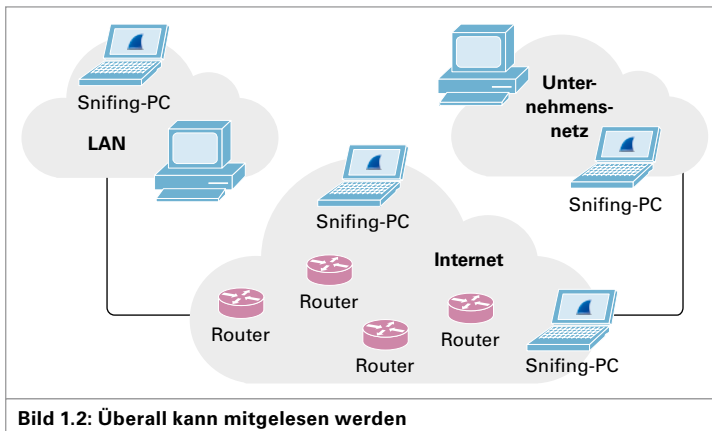 Snifing-PC
LAN
Unter-
nehmens-
netz
Snifing-PC
Snifing-PC
Internet
Router
Router
Router
Router
Snifing-PC
Bild 1.2: Überall kann mitgelesen werden